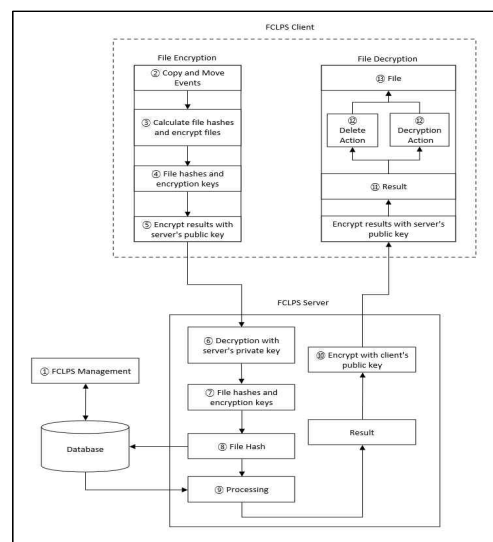 FCLPS Client
File Encryption
② Copy and Move
Events
③ Calculate file hashes
and encrypt files
④ File hashes and
encryption keys
⑤ Encrypt results with
server's public key
File Decryption
⑬ File
⑫
Delete
Action
⑫
Decryption
Action
⑪ Result
Encrypt results with server's
public key
FCLPS Server
⑥ Decryption with
server's private key
⑦ File hashes and
encryption keys
⑧ File Hash
⑨ Processing
⑩ Encrypt with client's
public key
Result
① FCLPS Management
Database